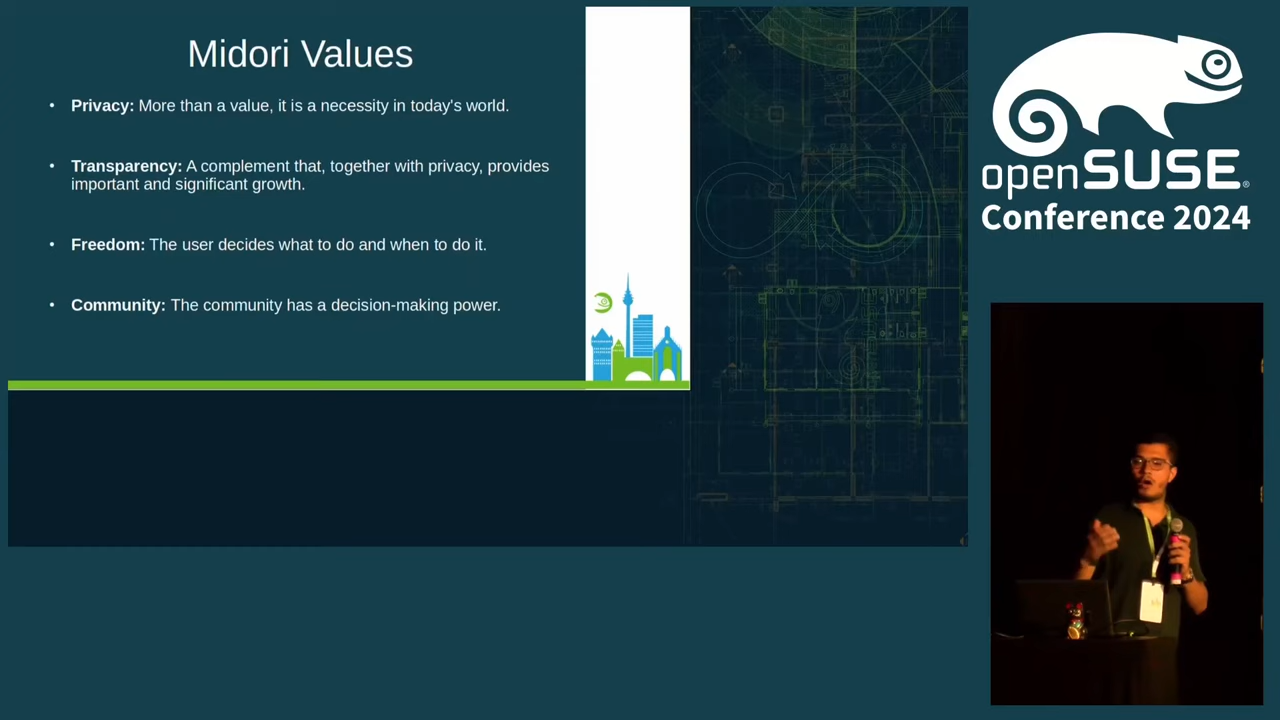 Midori Values
• Privacy: More than a value, it is a necessity in today's world.
• Transparency: A complement that, together with privacy, provides
important and significant growth.
• Freedom: The user decides what to do and when to do it.
• Community: The community has a decision-making power.
openSUSE®
Conference 2024